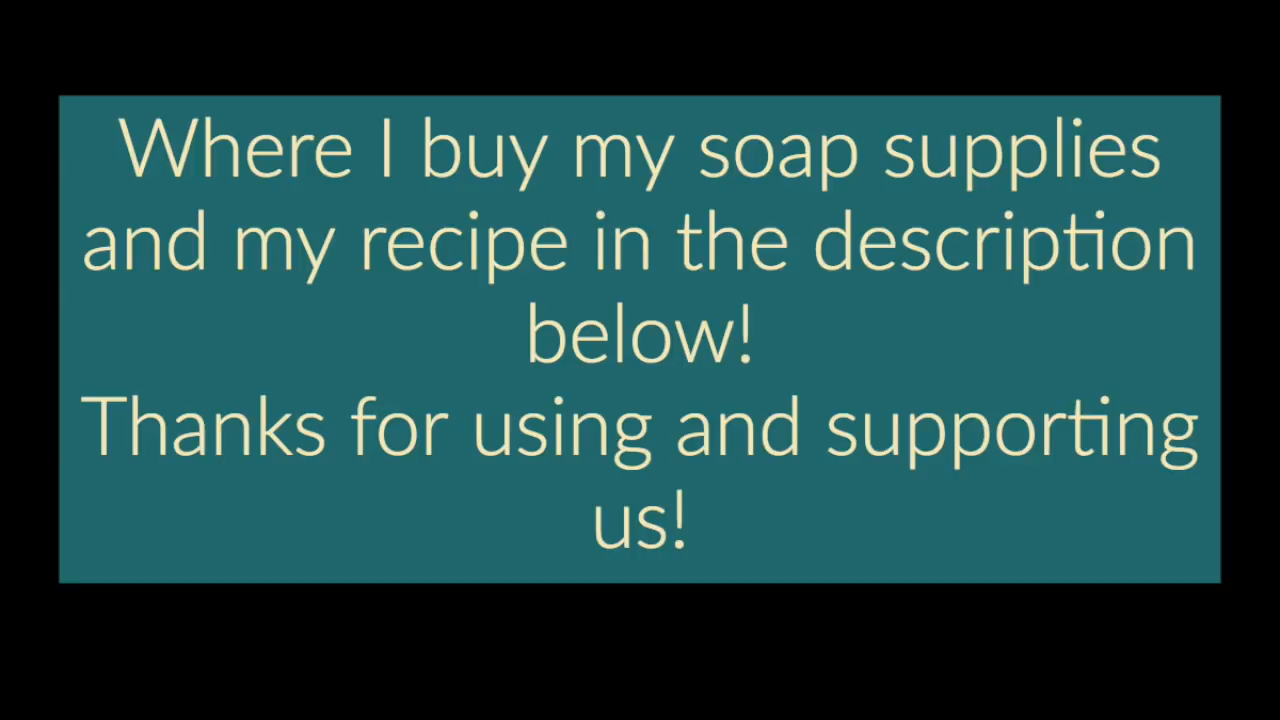 Where I buy my soap supplies
and my recipe in the description
below!
Thanks for using and supporting
us!